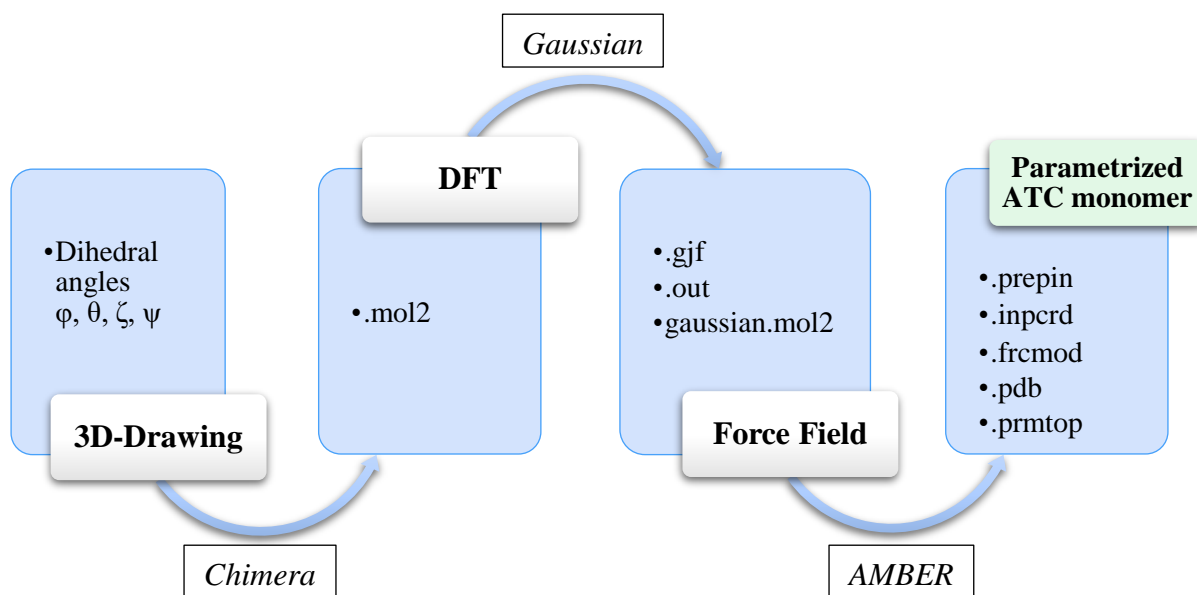 Gaussian
•Dihedral
angles
φ, θ, ζ, ψ
3D-Drawing
Chimera
DFT
•.mol2
•.gjf
•.out
•gaussian.mol2
Force Field
AMBER
Parametrized
ATC monomer
•.prepin
•.inpcrd
•.frcmod
•.pdb
•.prmtop